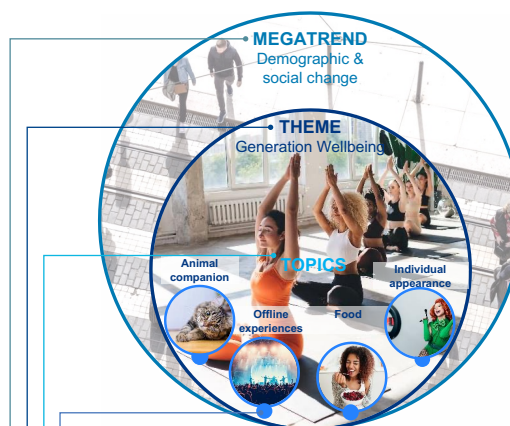 MEGATREND
Demographic &
social change
THEME
Generation Wellbeing
TOPICS
Animal
companion
Offline
experiences
Food
Individual
appearance